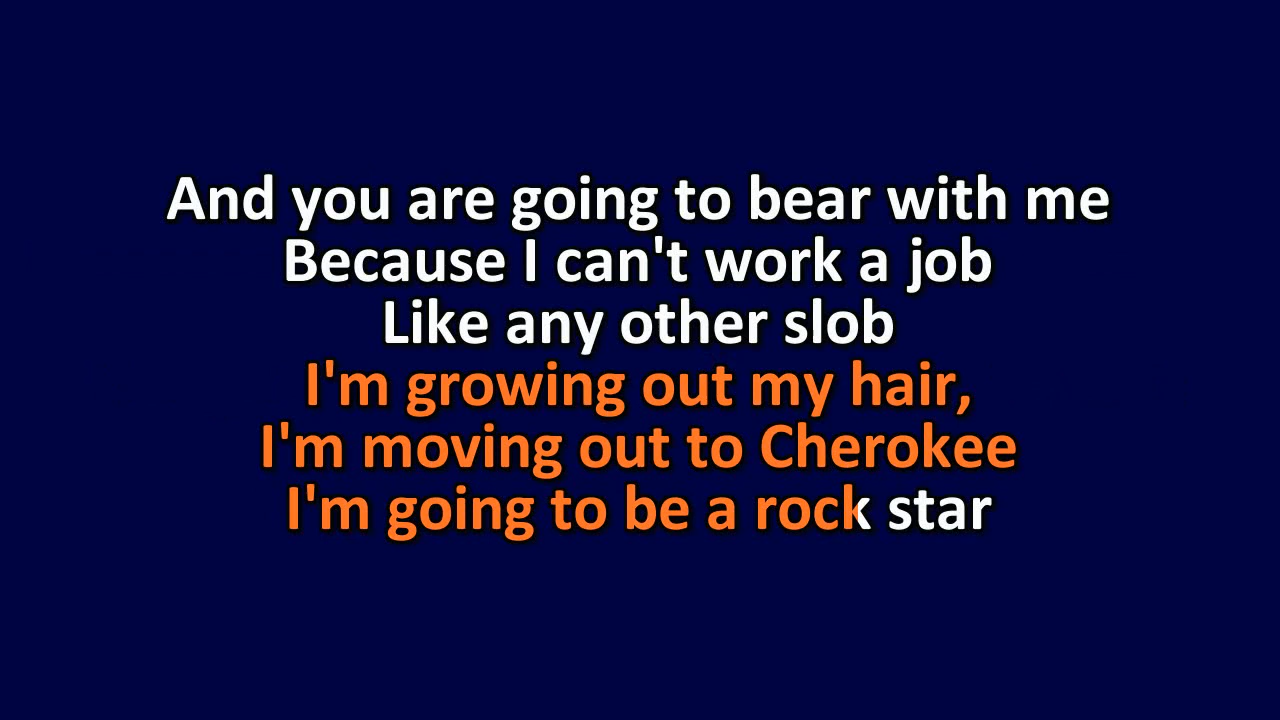 And you are going to bear with me
Because I can't work a job
Like any other slob
I'm growing out my hair,
I'm moving out to Cherokee
I'm going to be a rock star